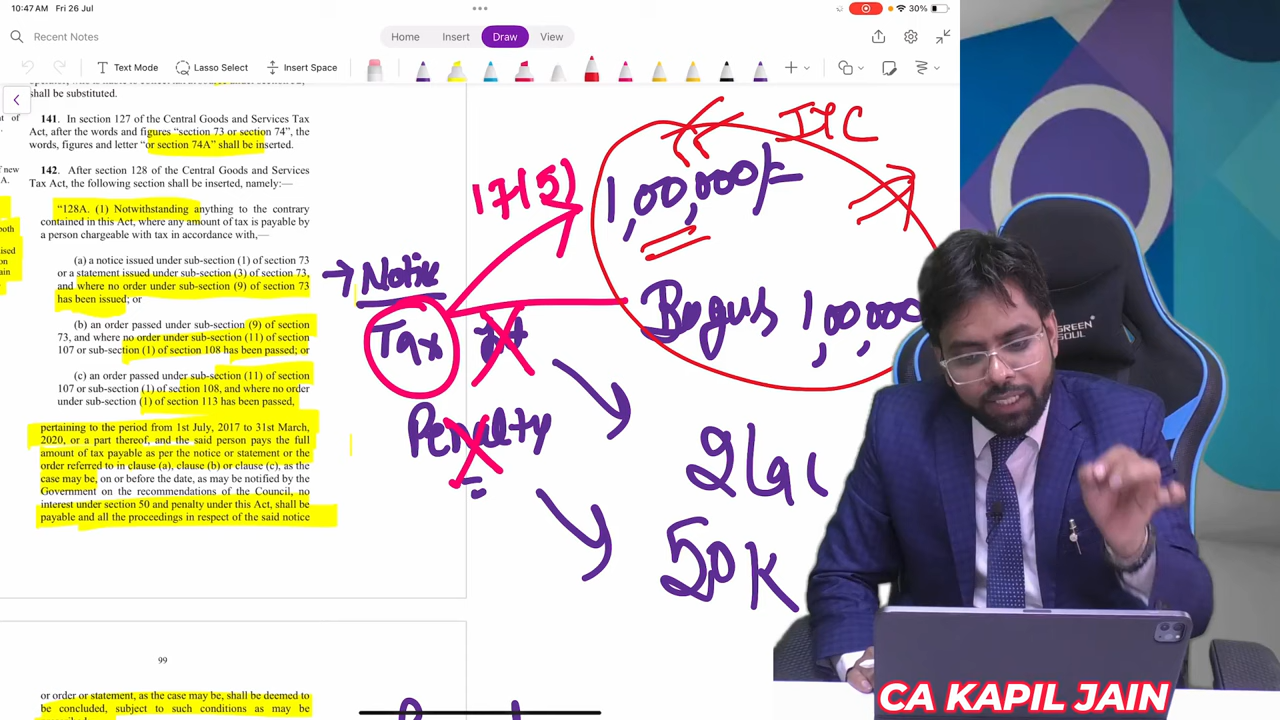 10:47 AM Fri 26 Jul
30%
Recent Notes
Home Insert Draw View
Text Mode Lasso Select Insert Space
shall be substituted.
141. In section 127 of the Central Goods and Services Tax
Act, after the words and figures “section 73 or section 74”, the
words, figures and letter “or section 74A” shall be inserted.
142. After section 128 of the Central Goods and Services
Tax Act, the following section shall be inserted, namely:—
“128A. (1) Notwithstanding anything to the contrary
contained in this Act, where any amount of tax is payable by
a person chargeable with tax in accordance with,—
(a) a notice issued under sub-section (1) of section 73
or a statement issued under sub-section (3) of section 73,
and where no order under sub-section (9) of section 73
has been issued; or
(b) an order passed under sub-section (9) of section
73, and where no order under sub-section (11) of section
107 or sub-section (1) of section 108 has been passed; or
(c) an order passed under sub-section (11) of section
107 or sub-section (1) of section 108, and where no order
under sub-section (1) of section 113 has been passed,
pertaining to the period from 1st July, 2017 to 31st March,
2020, or a part thereof, and the said person pays the full
amount of tax payable as per the notice or statement or the
order referred to in clause (a), clause (b) or clause (c), as the
case may be, on or before the date, as may be notified by the
Government on the recommendations of the Council, no
interest under section 50 and penalty under this Act, shall be
payable and all the proceedings in respect of the said notice
99
or order or statement, as the case may be, shall be deemed to
be concluded, subject to such conditions as may be
t of
new
A.
both
ised
on
ain
ITC
17(5)
1,00,000/-
Notice
Tax
Bogus 1,00,000
Penalty
50K
GREEN
SOUL
CA KAPIL JAIN